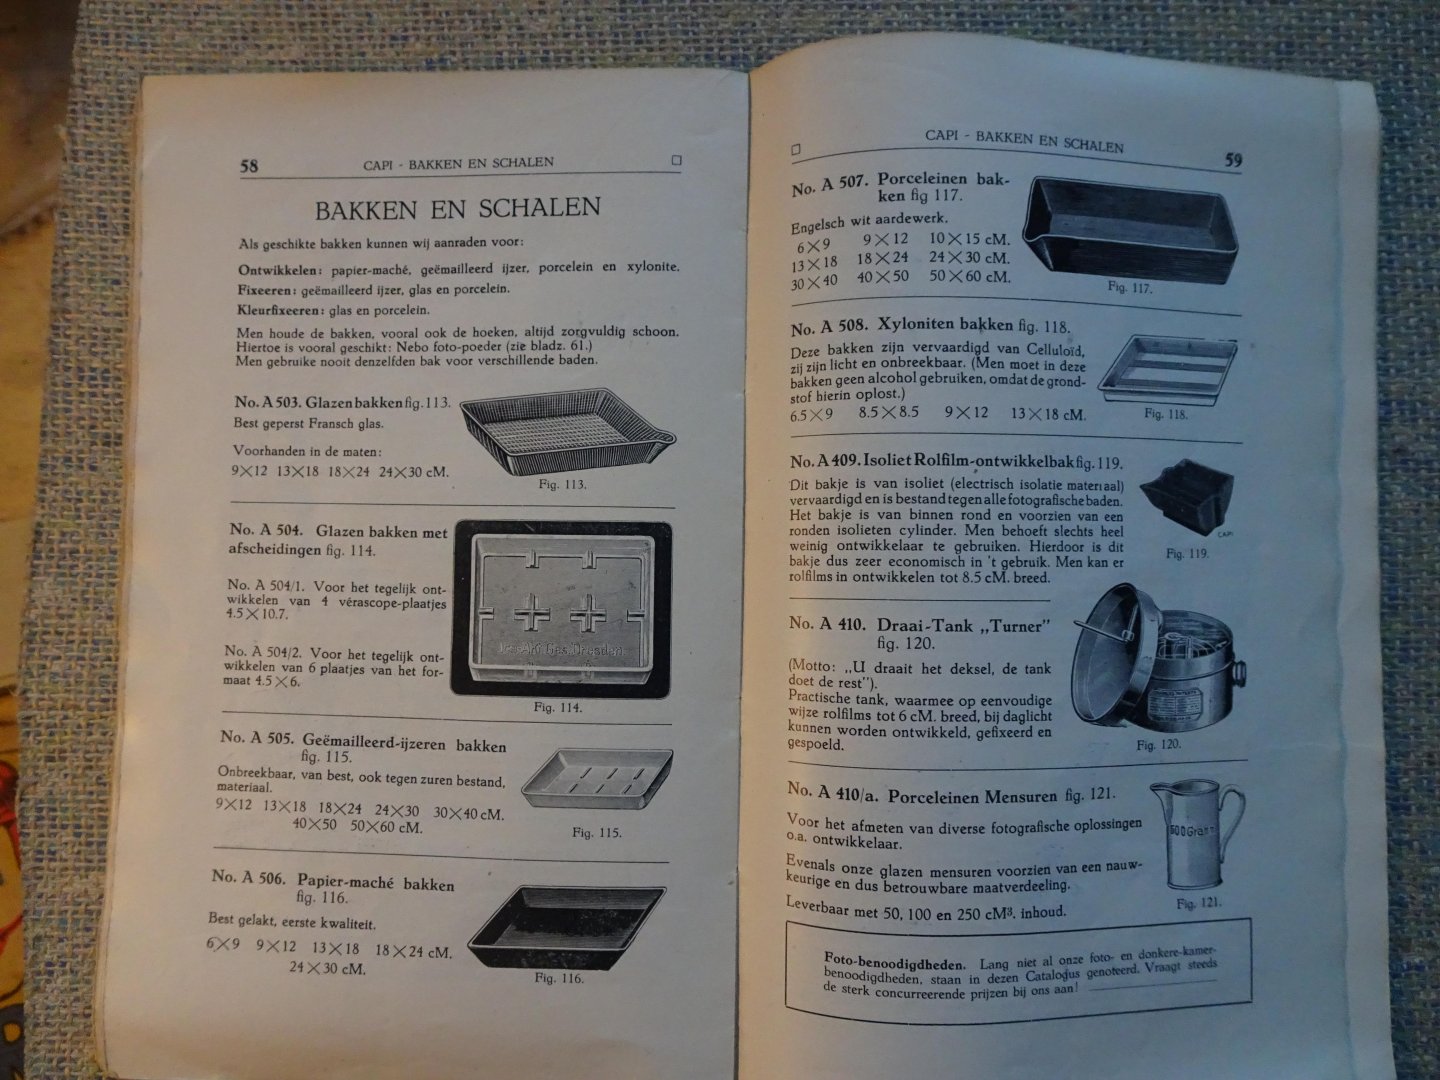 58 CAPI - BAKKEN EN SCHALEN
BAKKEN EN SCHALEN
Als geschikte bakken kunnen wij aanraden voor:
Ontwikkelen: papier-maché, geëmailleerd ijzer, porcelein en xylonite.
Fixeeren: geëmailleerd ijzer, glas en porcelein.
Kleurfixeeren: glas en porcelein.
Men houde de bakken, vooral ook de hoeken, altijd zorgvuldig schoon.
Hiertoe is vooral geschikt: Nebo foto-poeder (zie bladz. 61.)
Men gebruike nooit denzelfden bak voor verschillende baden.
No. A 503. Glazen bakken fig. 113.
Best geperst Fransch glas.
Voorhanden in de maten:
9×12 13×18 18×24 24×30 cM.
Fig. 113.
No. A 504. Glazen bakken met
afscheidingen fig. 114.
No. A 504/1. Voor het tegelijk ont-
wikkelen van 4 vérascope-plaatjes
4.5×10.7.
No. A 504/2. Voor het tegelijk ont-
wikkelen van 6 plaatjes van het for-
maat 4.5×6.
Jca-Akt Ges. Dresden.
Fig. 114.
No. A 505. Geëmailleerd-ijzeren bakken
fig. 115.
Onbreekbaar, van best, ook tegen zuren bestand,
materiaal.
9×12 13×18 18×24 24×30 30×40 cM.
40×50 50×60 cM.
Fig. 115.
No. A 506. Papier-maché bakken
fig. 116.
Best gelakt, eerste kwaliteit.
6×9 9×12 13×18 18×24 cM.
24×30 cM.
Fig. 116.
CAPI - BAKKEN EN SCHALEN 59
No. A 507. Porceleinen bak-
ken fig 117.
Engelsch wit aardewerk.
6×9 9×12 10×15 cM.
13×18 18×24 24×30 cM.
30×40 40×50 50×60 cM.
Fig. 117.
No. A 508. Xyloniten bakken fig. 118.
Deze bakken zijn vervaardigd van Celluloïd,
zij zijn licht en onbreekbaar. (Men moet in deze
bakken geen alcohol gebruiken, omdat de grond-
stof hierin oplost.)
6.5×9 8.5×8.5 9×12 13×18 cM.
Fig. 118.
No. A 409. Isoliet Rolfilm-ontwikkelbak fig. 119.
Dit bakje is van isoliet (electrisch isolatie materiaal)
vervaardigd en is bestand tegen alle fotografische baden.
Het bakje is van binnen rond en voorzien van een
ronden isolieten cylinder. Men behoeft slechts heel
weinig ontwikkelaar te gebruiken. Hierdoor is dit
bakje dus zeer economisch in 't gebruik. Men kan er
rolfilms in ontwikkelen tot 8.5 cM. breed.
CAPI
Fig. 119.
No. A 410. Draai-Tank „Turner"
fig. 120.
(Motto: „U draait het deksel, de tank
doet de rest").
Practische tank, waarmee op eenvoudige
wijze rolfilms tot 6 cM. breed, bij daglicht
kunnen worden ontwikkeld, gefixeerd en
gespoeld.
Fig. 120.
No. A 410/a. Porceleinen Mensuren fig. 121.
Voor het afmeten van diverse fotografische oplossingen
o.a. ontwikkelaar.
Evenals onze glazen mensuren voorzien van een nauw-
keurige en dus betrouwbare maatverdeeling.
Leverbaar met 50, 100 en 250 cM³. inhoud.
500 Gram
Fig. 121.
Foto-benoodigdheden. Lang niet al onze foto- en donkere-kamer-
benoodigdheden, staan in dezen Catalogus genoteerd. Vraagt steeds
de sterk concurreerende prijzen bij ons aan!